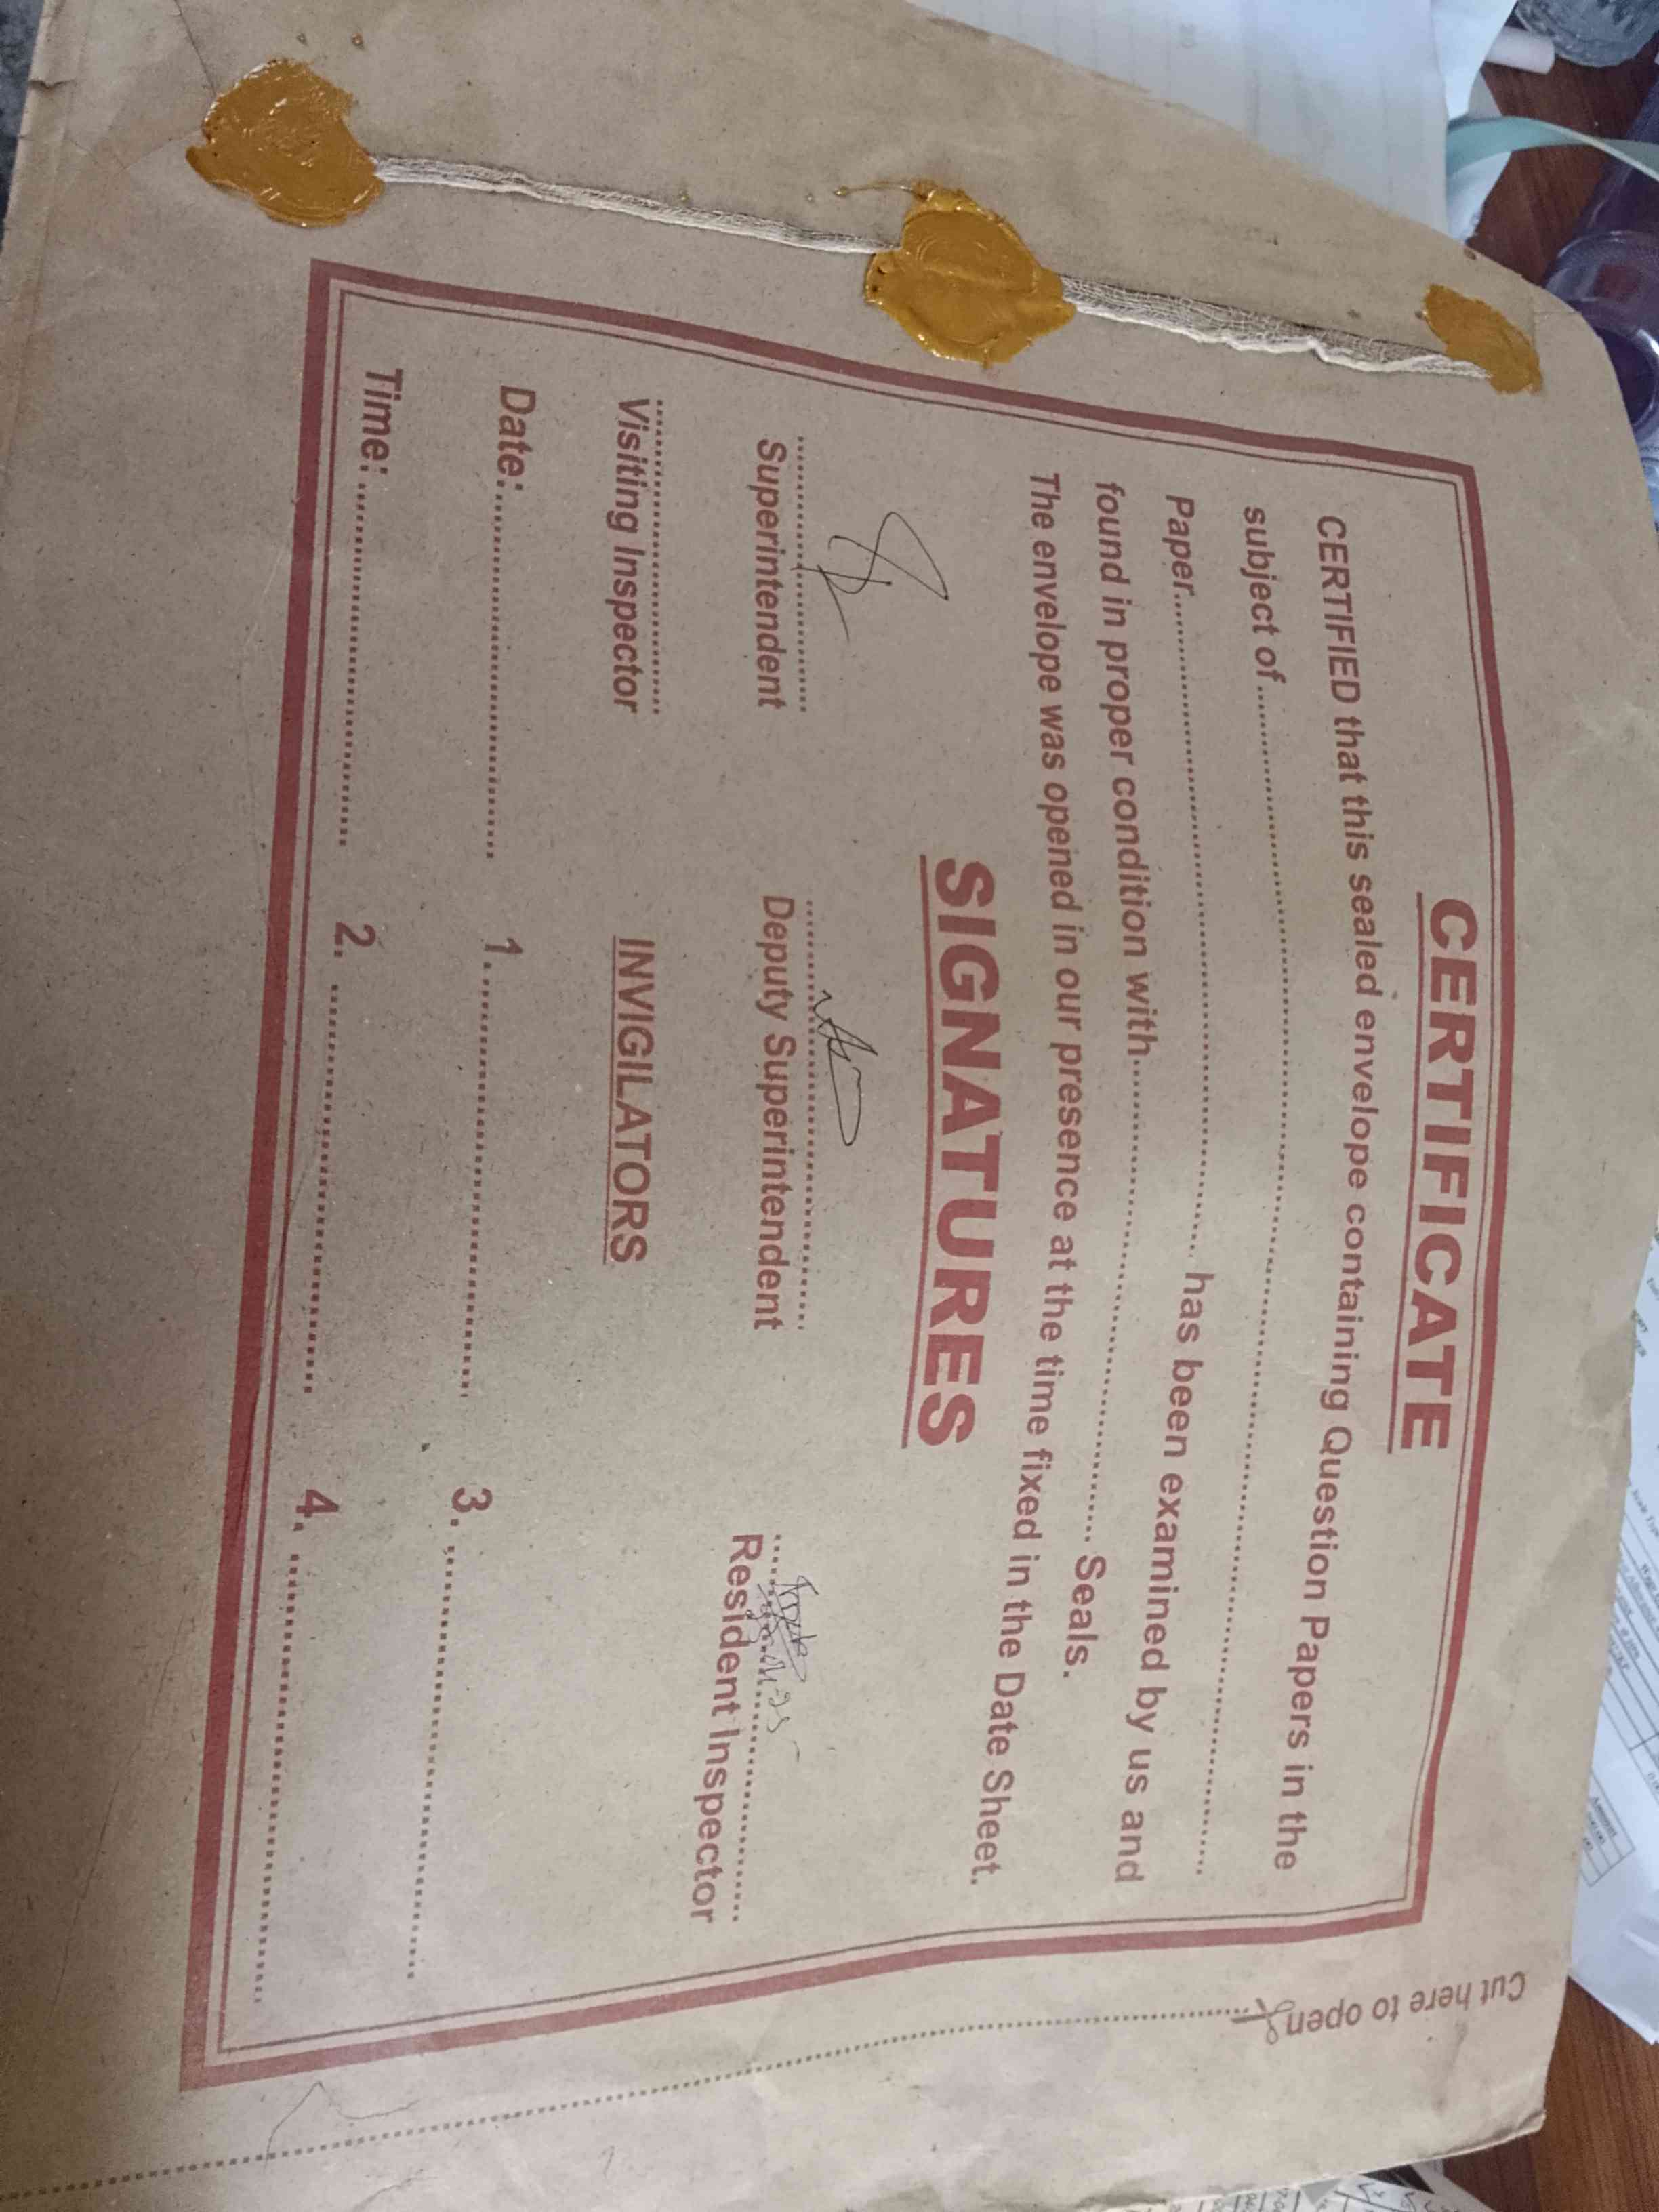 CERTIFICATE
CERTIFIED that this sealed envelope containing Question Papers in the
subject of................................................................
Paper............................................................ has been examined by us and
found in proper condition with........................................ Seals.
The envelope was opened in our presence at the time fixed in the Date Sheet.
SIGNATURES
Superintendent
Deputy Superintendent
Resident Inspector
Visiting Inspector
INVIGILATORS
Date:........................................
1. ........................................
3. ........................................
Time:........................................
2. ........................................
4. ........................................
Cut here to open